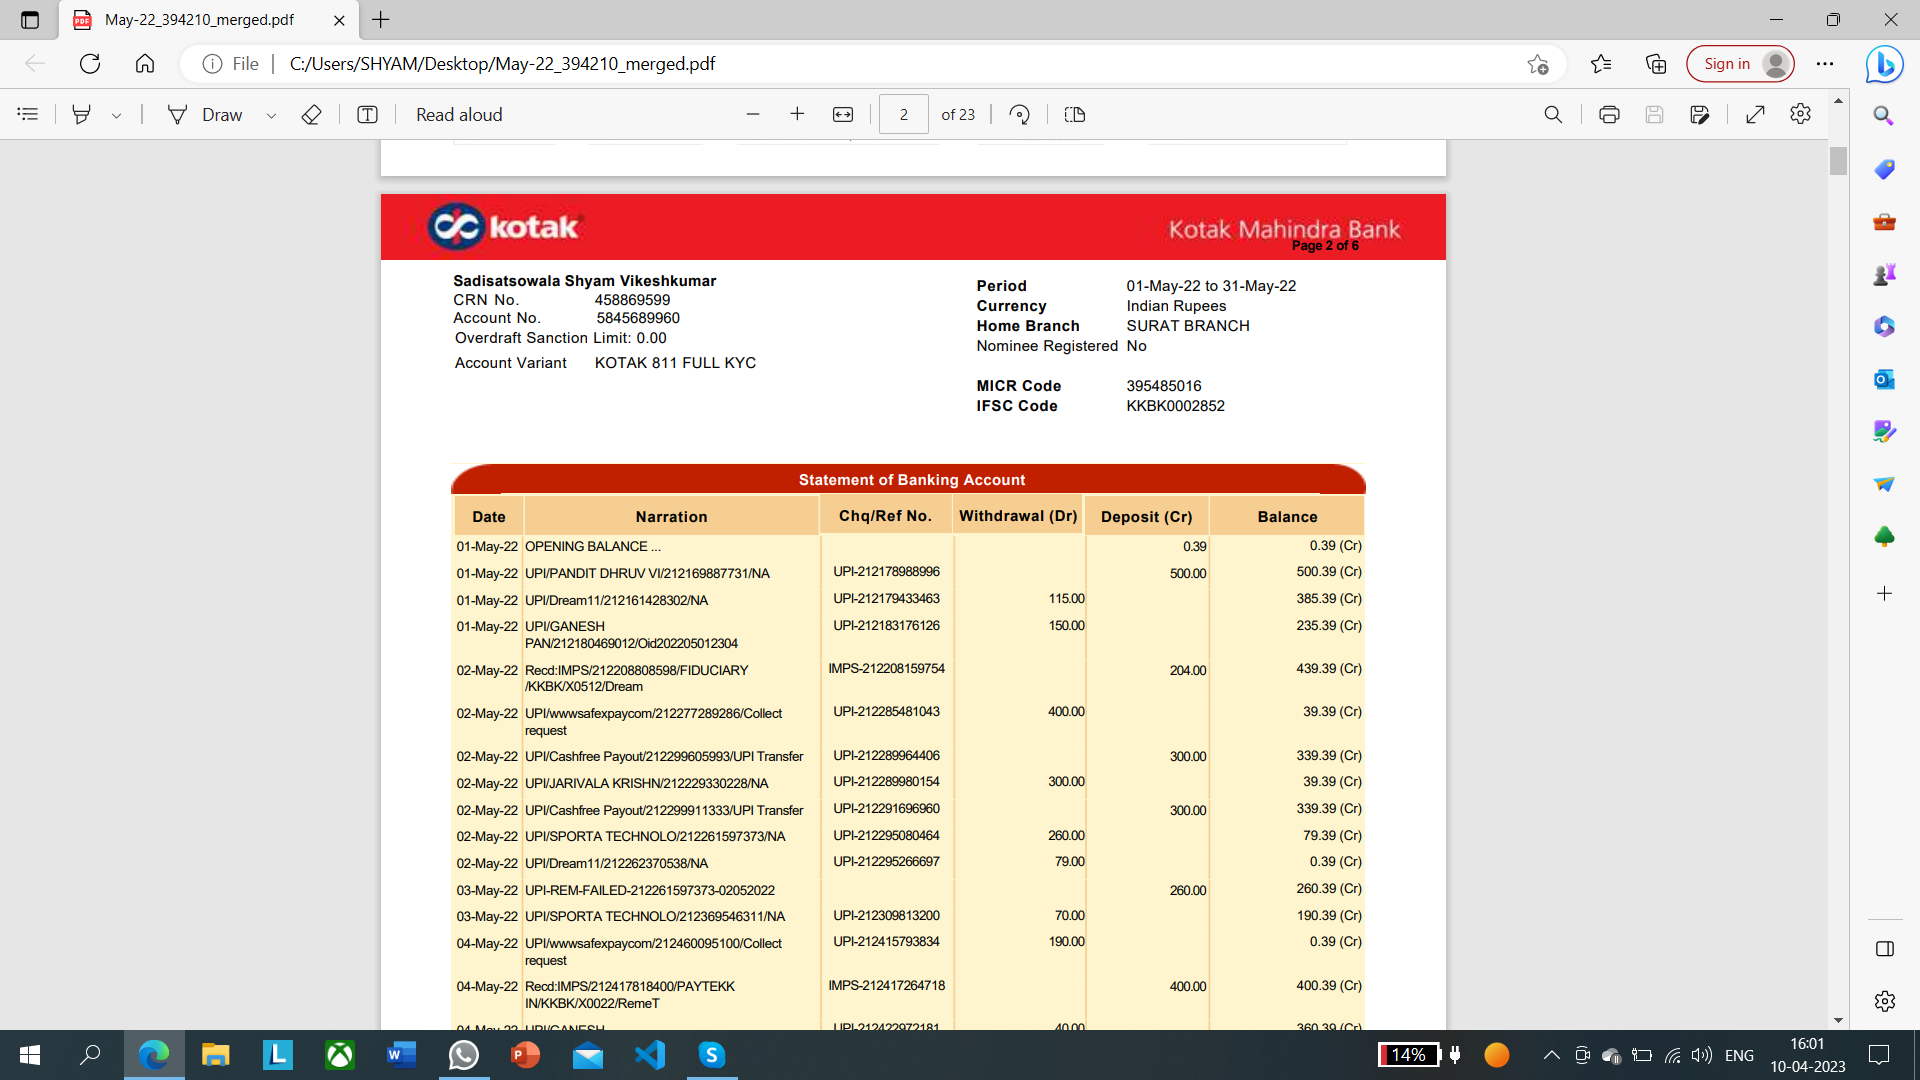 May-22_394210_merged.pdf
File
C:/Users/SHYAM/Desktop/May-22_394210_merged.pdf
Sign in
Draw
Read aloud
2 of 23
kotak
Kotak Mahindra Bank
Page 2 of 6
Sadisatsowala Shyam Vikeshkumar
CRN No. 458869599
Account No. 5845689960
Overdraft Sanction Limit: 0.00
Account Variant KOTAK 811 FULL KYC
Period 01-May-22 to 31-May-22
Currency Indian Rupees
Home Branch SURAT BRANCH
Nominee Registered No
MICR Code 395485016
IFSC Code KKBK0002852
Statement of Banking Account
Date Narration Chq/Ref No. Withdrawal (Dr) Deposit (Cr) Balance
01-May-22 OPENING BALANCE ... 0.39 0.39 (Cr)
01-May-22 UPI/PANDIT DHRUV VI/212169887731/NA UPI-212178988996 500.00 500.39 (Cr)
01-May-22 UPI/Dream11/212161428302/NA UPI-212179433463 115.00 385.39 (Cr)
01-May-22 UPI/GANESH UPI-212183176126 150.00 235.39 (Cr)
PAN/212180469012/Oid202205012304
02-May-22 Recd:IMPS/212208808598/FIDUCIARY IMPS-212208159754 204.00 439.39 (Cr)
/KKBK/X0512/Dream
02-May-22 UPI/wwwsafexpaycom/212277289286/Collect UPI-212285481043 400.00 39.39 (Cr)
request
02-May-22 UPI/Cashfree Payout/212299605993/UPI Transfer UPI-212289964406 300.00 339.39 (Cr)
02-May-22 UPI/JARIVALA KRISHN/212229330228/NA UPI-212289980154 300.00 39.39 (Cr)
02-May-22 UPI/Cashfree Payout/212299911333/UPI Transfer UPI-212291696960 300.00 339.39 (Cr)
02-May-22 UPI/SPORTA TECHNOLO/212261597373/NA UPI-212295080464 260.00 79.39 (Cr)
02-May-22 UPI/Dream11/212262370538/NA UPI-212295266697 79.00 0.39 (Cr)
03-May-22 UPI-REM-FAILED-212261597373-02052022 260.00 260.39 (Cr)
03-May-22 UPI/SPORTA TECHNOLO/212369546311/NA UPI-212309813200 70.00 190.39 (Cr)
04-May-22 UPI/wwwsafexpaycom/212460095100/Collect UPI-212415793834 190.00 0.39 (Cr)
request
04-May-22 Recd:IMPS/212417818400/PAYTEKK IMPS-212417264718 400.00 400.39 (Cr)
IN/KKBK/X0022/RemeT
04-May-22 UPI/GANESH UPI-212422972181 40.00 360.39 (Cr)
14%
ENG
16:01
10-04-2023